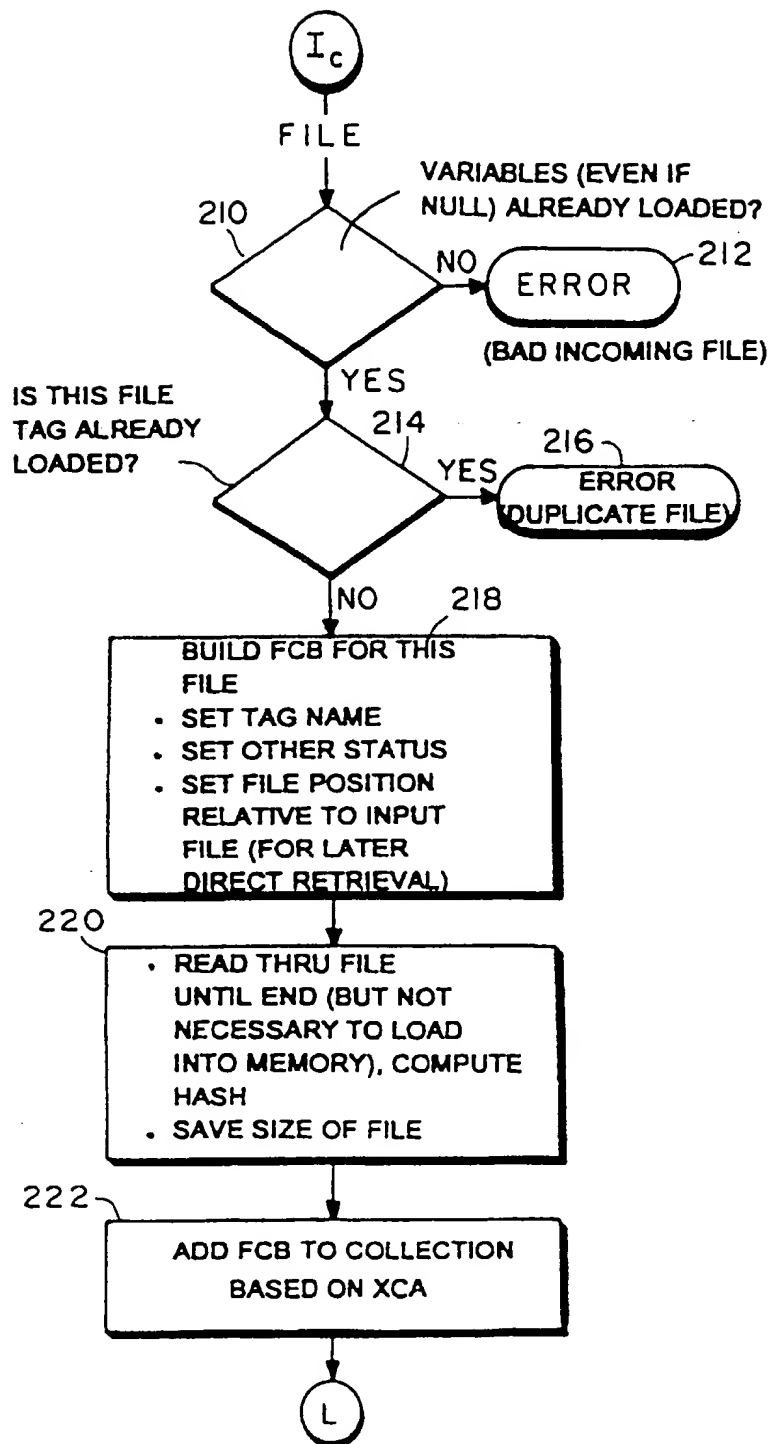 Ic
FILE
VARIABLES (EVEN IF
NULL) ALREADY LOADED?
210
NO
212
ERROR
(BAD INCOMING FILE)
YES
IS THIS FILE
TAG ALREADY
LOADED?
214
YES
216
ERROR
(DUPLICATE FILE)
NO
218
BUILD FCB FOR THIS
FILE
• SET TAG NAME
• SET OTHER STATUS
• SET FILE POSITION
RELATIVE TO INPUT
FILE (FOR LATER
DIRECT RETRIEVAL)
220
• READ THRU FILE
UNTIL END (BUT NOT
NECESSARY TO LOAD
INTO MEMORY), COMPUTE
HASH
• SAVE SIZE OF FILE
222
ADD FCB TO COLLECTION
BASED ON XCA
L